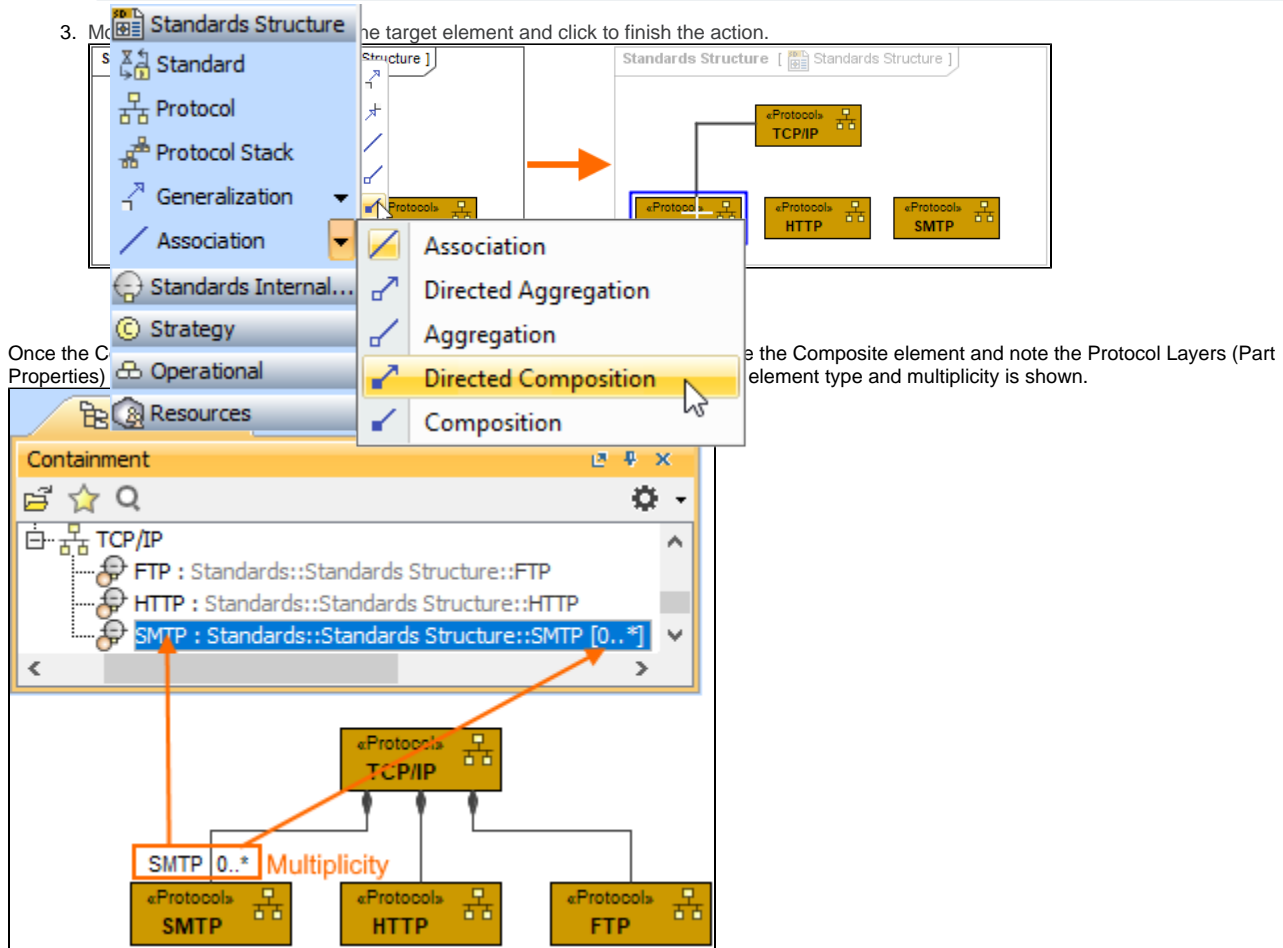 Standards Structure
3. Mo
he target element and click to finish the action.
S
Structure ]
Standards Structure [ Standards Structure ]
Standard
Protocol
Protocol Stack
Generalization
Association
Standards Internal...
Strategy
Operational
Resources
«Protocol»
TCP/IP
Protocol»
«Protocol»
«Protocol»
HTTP
«Protocol»
SMTP
Association
Directed Aggregation
Aggregation
Directed Composition
Composition
Once the C
e the Composite element and note the Protocol Layers (Part
Properties)
element type and multiplicity is shown.
Containment
TCP/IP
FTP : Standards::Standards Structure::FTP
HTTP : Standards::Standards Structure::HTTP
SMTP : Standards::Standards Structure::SMTP [0..*]
«Protocol»
TCP/IP
SMTP 0..* Multiplicity
«Protocol»
SMTP
«Protocol»
HTTP
«Protocol»
FTP